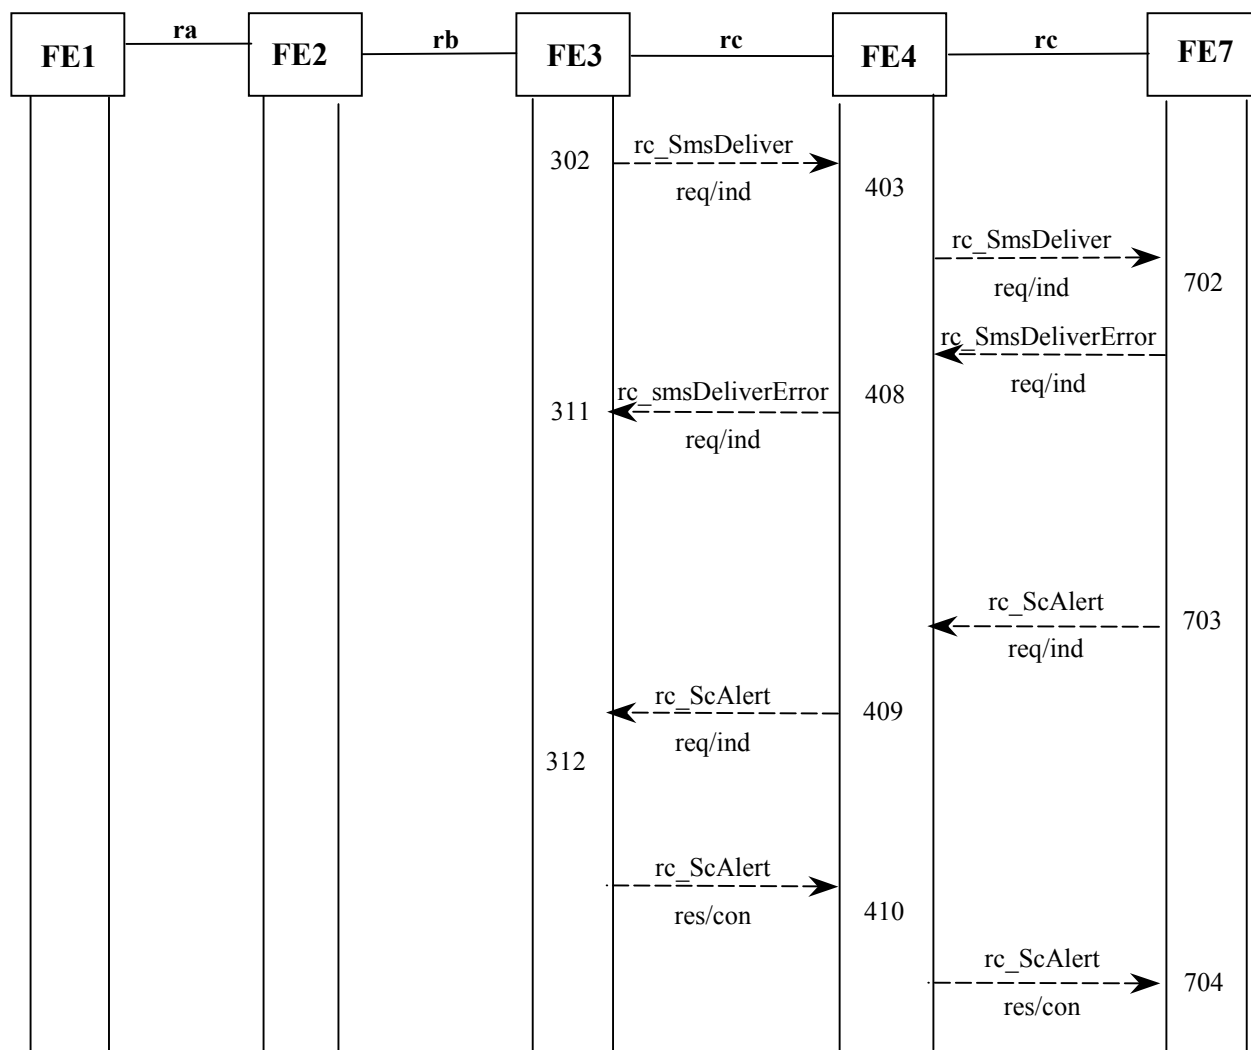 FE1 ra FE2 rb FE3 rc FE4 rc FE7
302 rc_SmsDeliver
req/ind 403
rc_SmsDeliver
req/ind 702
rc_SmsDeliverError
req/ind
311 rc_smsDeliverError 408
req/ind
rc_ScAlert 703
req/ind
rc_ScAlert 409
req/ind
312
rc_ScAlert
res/con 410
rc_ScAlert 704
res/con